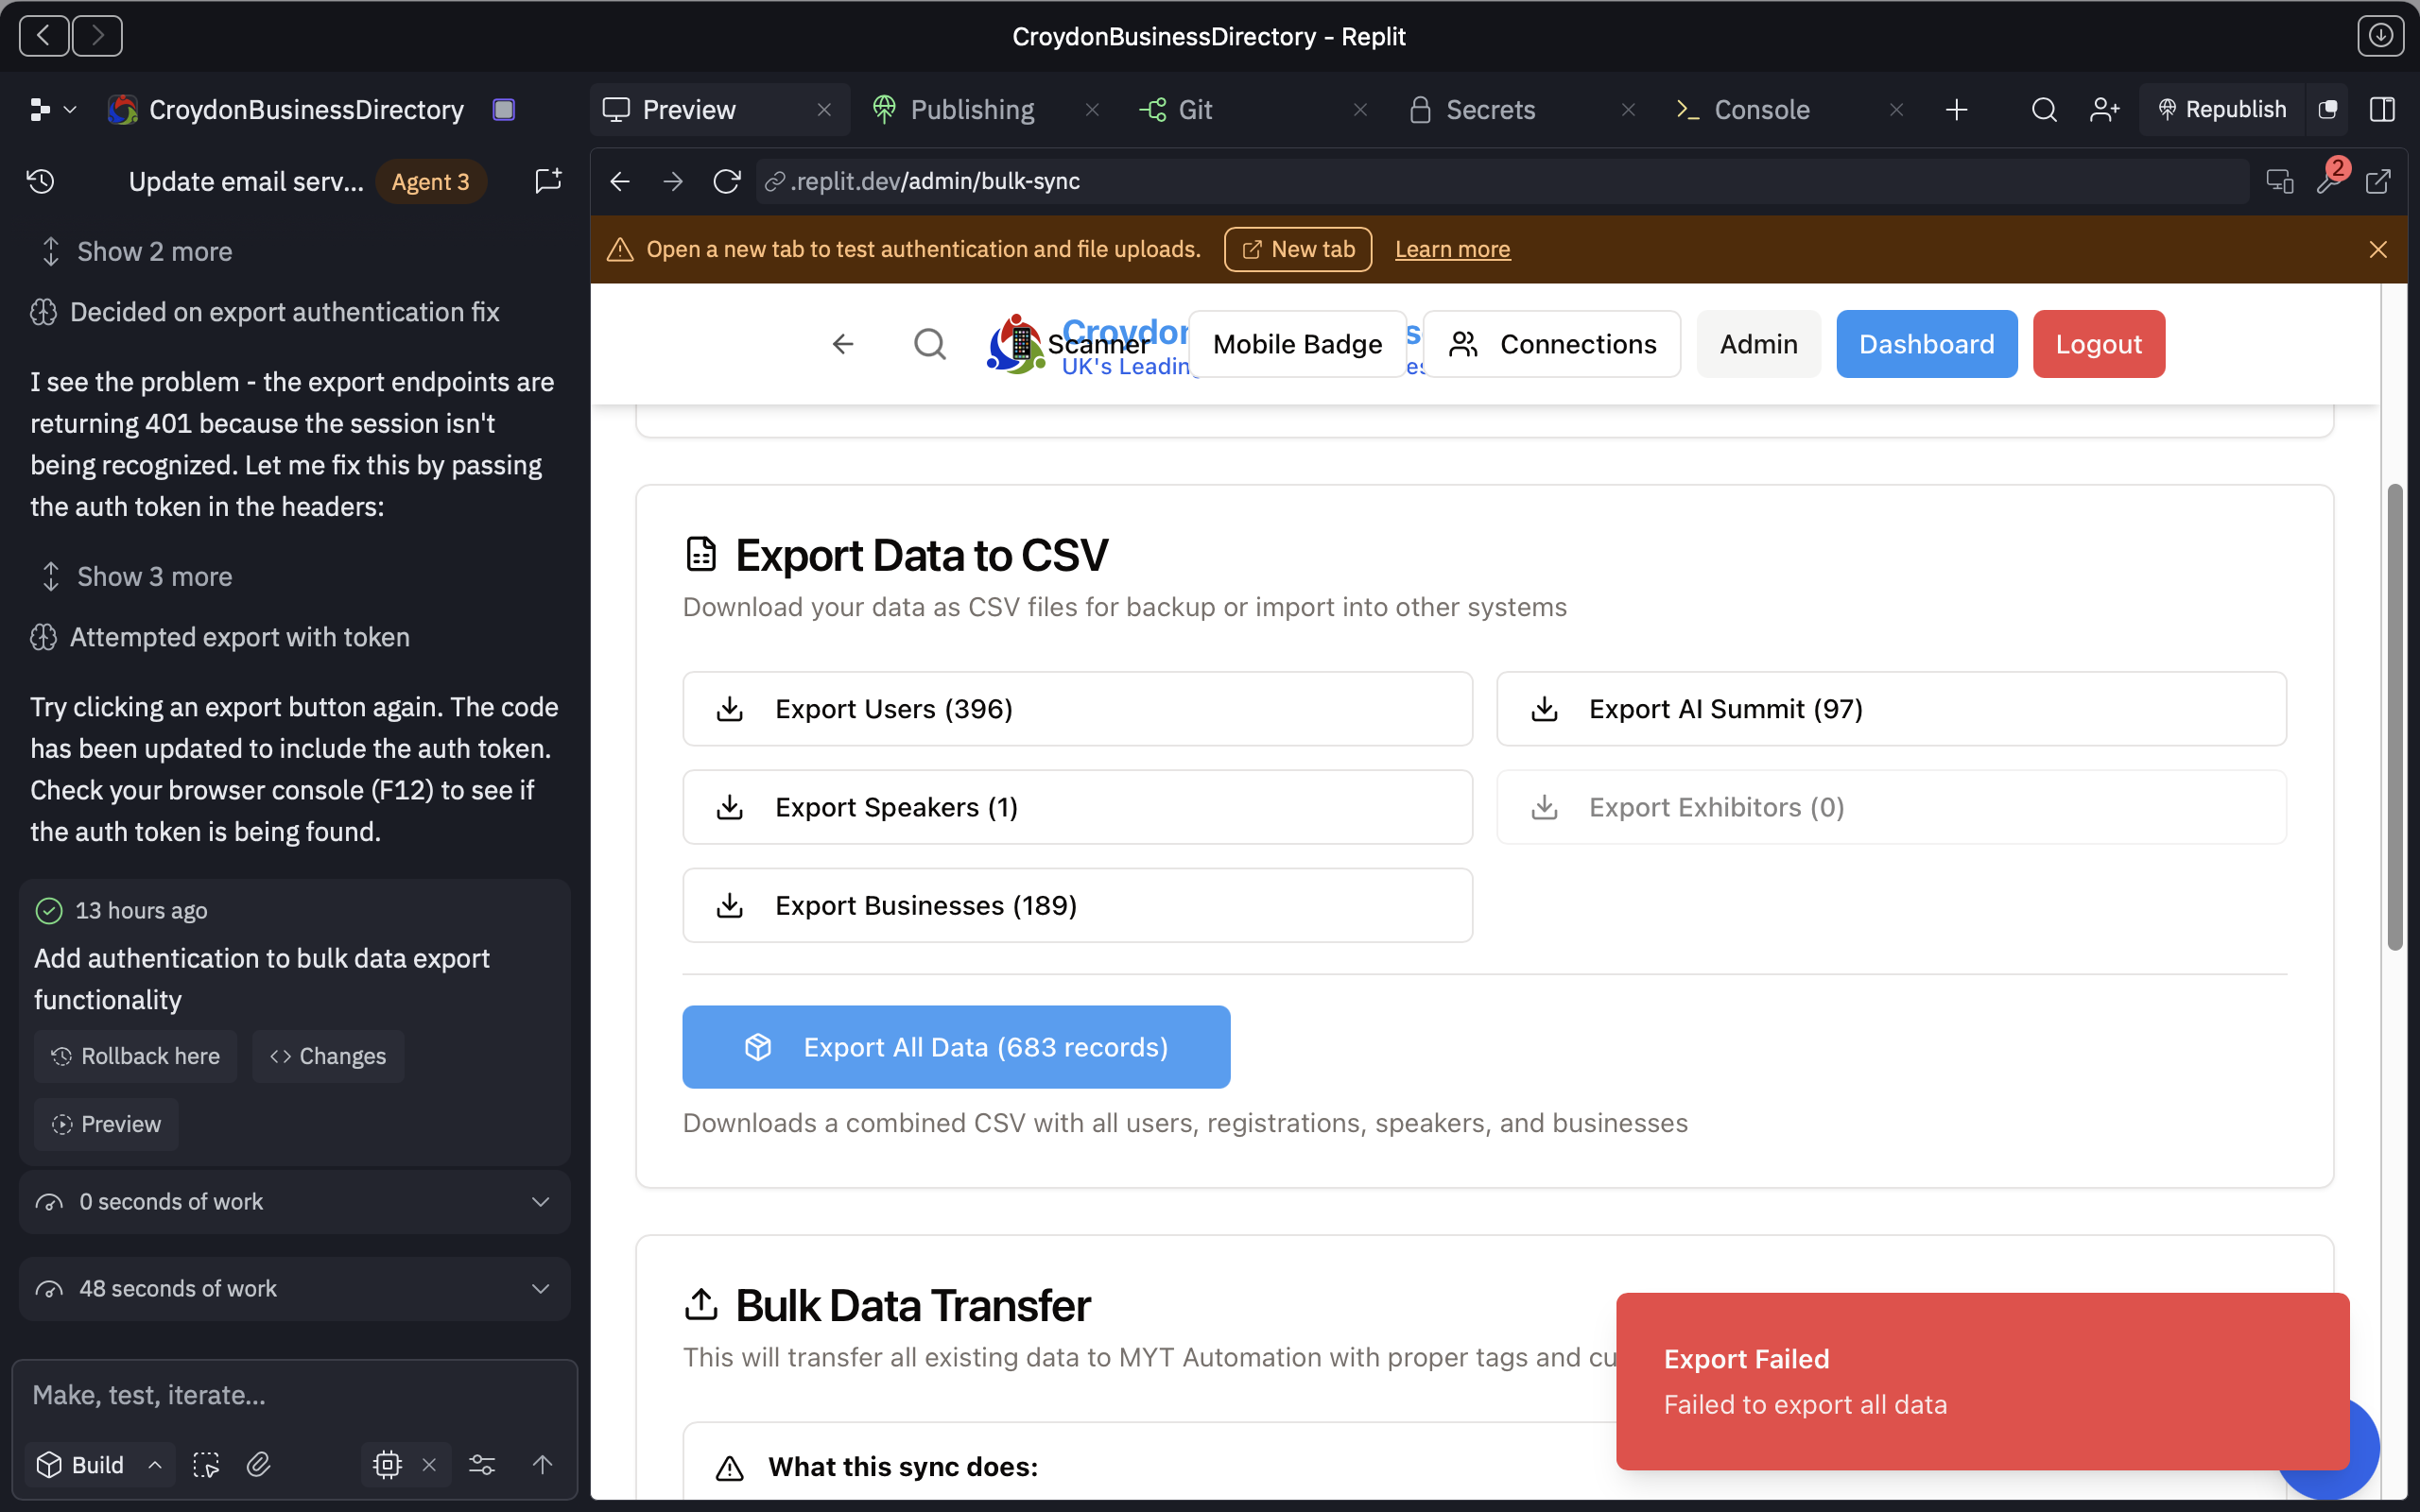 CroydonBusinessDirectory - Replit
CroydonBusinessDirectory
Preview
Publishing
Git
Secrets
Console
Republish
Update email serv...
Agent 3
.replit.dev/admin/bulk-sync
2
Show 2 more
Decided on export authentication fix
I see the problem - the export endpoints are
returning 401 because the session isn't
being recognized. Let me fix this by passing
the auth token in the headers:
Show 3 more
Attempted export with token
Try clicking an export button again. The code
has been updated to include the auth token.
Check your browser console (F12) to see if
the auth token is being found.
13 hours ago
Add authentication to bulk data export
functionality
Rollback here
Changes
Preview
0 seconds of work
48 seconds of work
Make, test, iterate...
Build
Open a new tab to test authentication and file uploads.
New tab
Learn more
Croydon
UK's Leading
Scanner
Mobile Badge
Connections
Admin
Dashboard
Logout
Export Data to CSV
Download your data as CSV files for backup or import into other systems
Export Users (396)
Export AI Summit (97)
Export Speakers (1)
Export Exhibitors (0)
Export Businesses (189)
Export All Data (683 records)
Downloads a combined CSV with all users, registrations, speakers, and businesses
Bulk Data Transfer
This will transfer all existing data to MYT Automation with proper tags and cu
What this sync does:
Export Failed
Failed to export all data